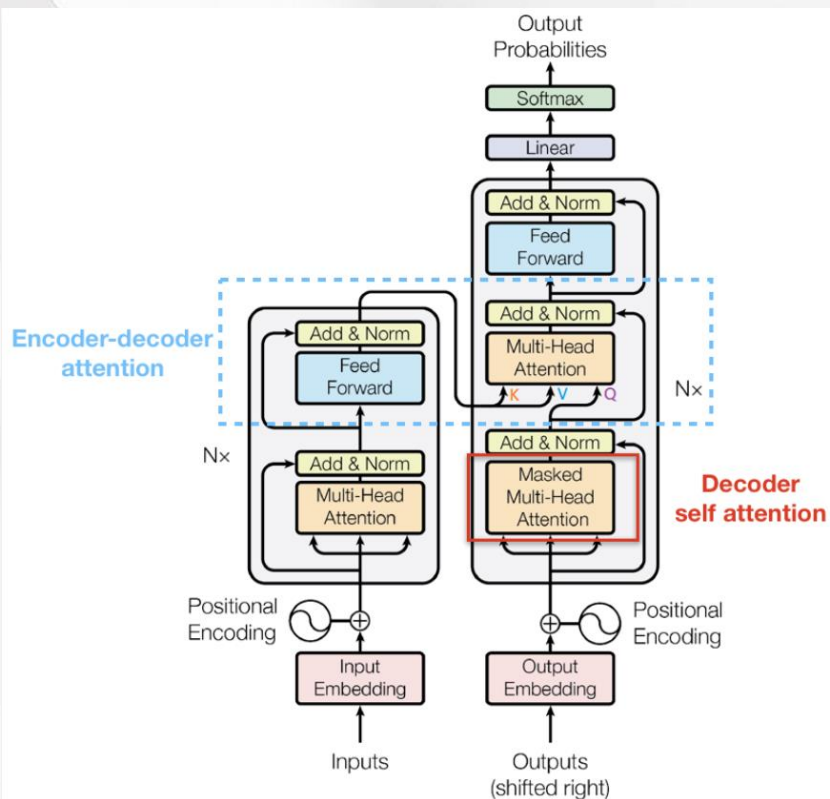 Output
Probabilities
Softmax
Linear
Add & Norm
Feed
Forward
Add & Norm
Multi-Head
Attention
K V Q
Nx
Add & Norm
Masked
Multi-Head
Attention
Decoder
self attention
Encoder-decoder
attention
Add & Norm
Feed
Forward
Nx
Add & Norm
Multi-Head
Attention
Positional
Encoding
Positional
Encoding
Input
Embedding
Output
Embedding
Inputs
Outputs
(shifted right)